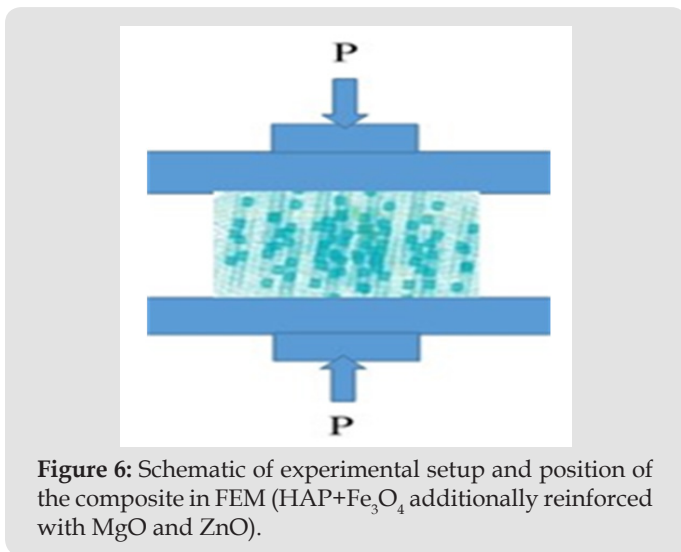 P
P
Figure 6: Schematic of experimental setup and position of
the composite in FEM (HAP+Fe₃O₄ additionally reinforced
with MgO and ZnO).